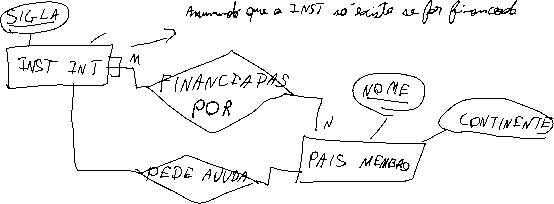 SIGLA
Assumindo que a INST só existe se for financiada
INST INT
M
FINANCIADAS
POR
NOME
N
CONTINENTE
PAIS MEMBRO
PEDE AJUDA